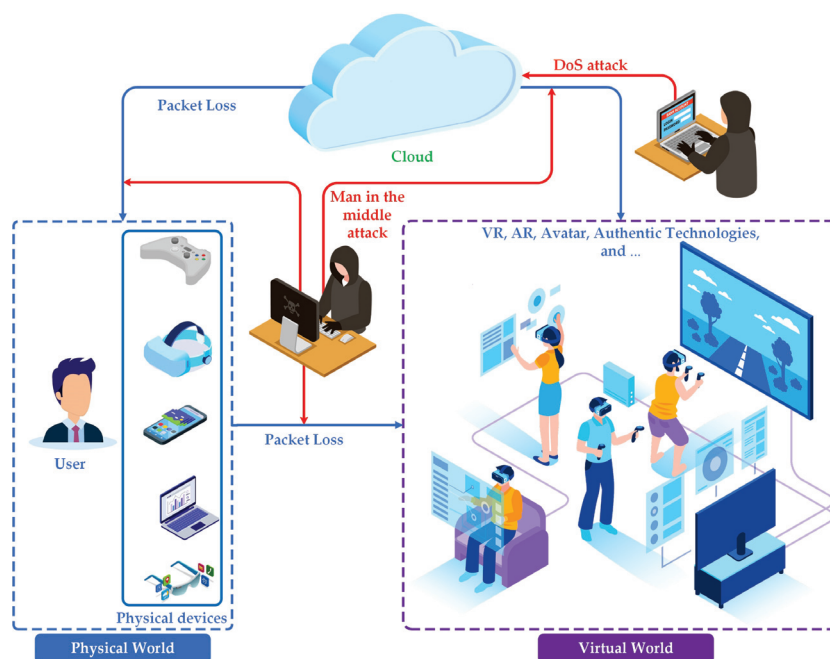 DoS attack
Packet Loss
Cloud
Man in the
middle
attack
VR, AR, Avatar, Authentic Technologies,
and ...
User
Packet Loss
Physical devices
Physical World
Virtual World